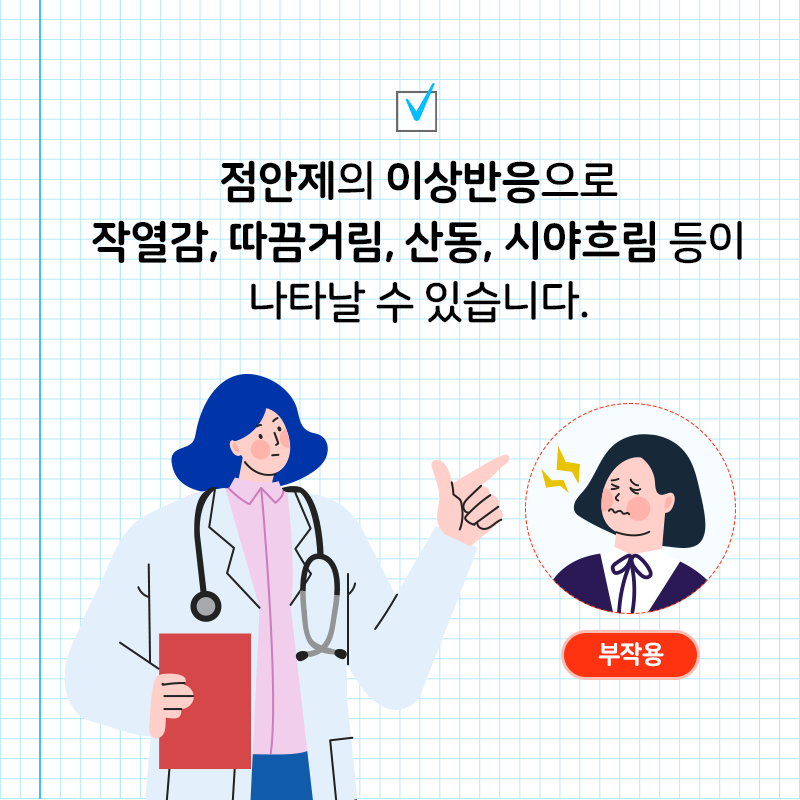 점안제의 이상반응으로
작열감, 따끔거림, 산동, 시야흐림 등이
나타날 수 있습니다.
부작용